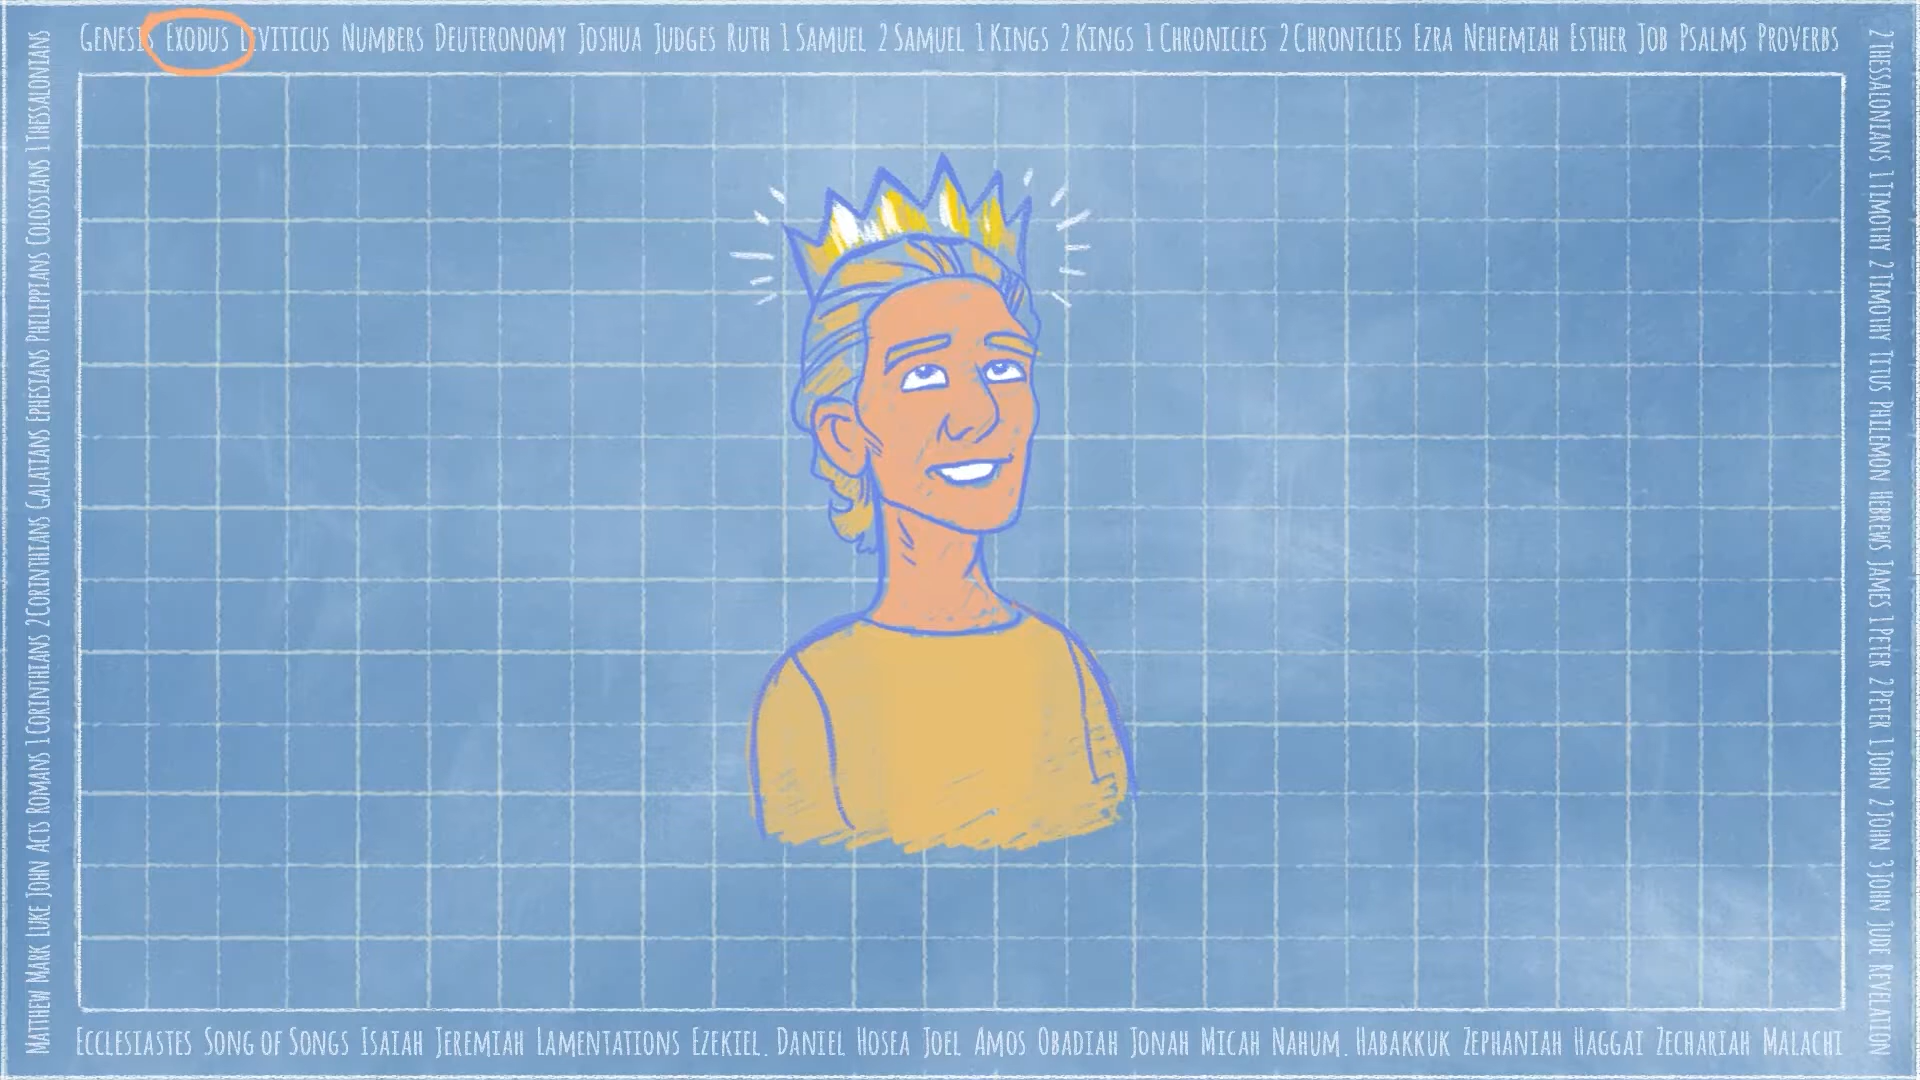 Genesis Exodus Leviticus Numbers Deuteronomy Joshua Judges Ruth 1 Samuel 2 Samuel 1 Kings 2 Kings 1 Chronicles 2 Chronicles Ezra Nehemiah Esther Job Psalms Proverbs
Ecclesiastes Song of Songs Isaiah Jeremiah Lamentations Ezekiel. Daniel Hosea Joel Amos Obadiah Jonah Micah Nahum. Habakkuk Zephaniah Haggai Zechariah Malachi
Matthew Mark Luke John Acts Romans 1 Corinthians 2 Corinthians Galatians Ephesians Philippians Colossians 1 Thessalonians
2 Thessalonians 1 Timothy 2 Timothy Titus Philemon Hebrews James 1 Peter 2 Peter 1 John 2 John 3 John Jude Revelation